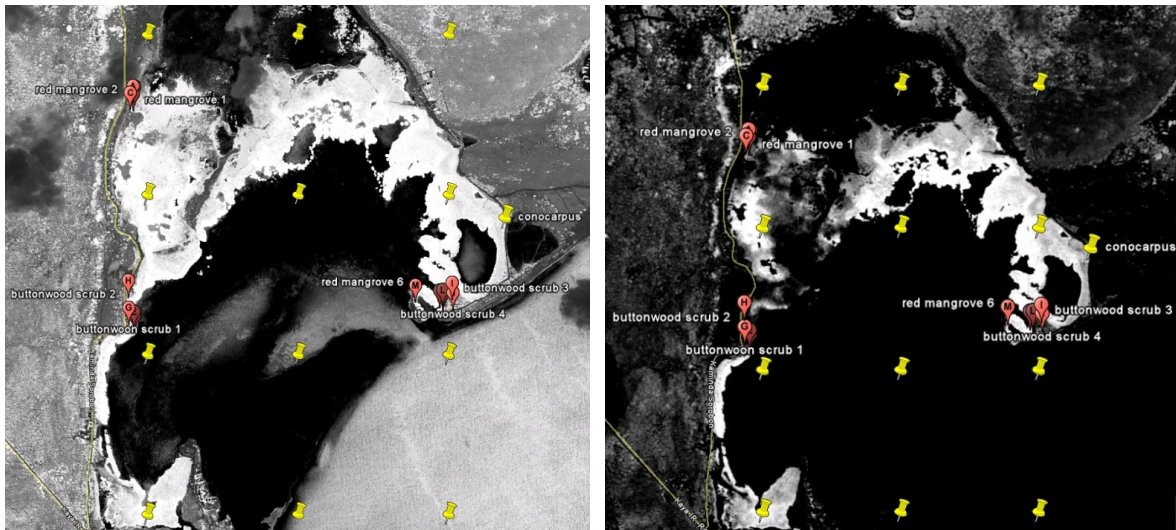 A
C
red mangrove 2
red mangrove 1
conocarpus
H
buttonwood scrub 2
G
buttonwoon scrub 1
red mangrove 6
M
L
I
buttonwood scrub 3
buttonwood scrub 4
red mangrove 2
C
red mangrove 1
conocarpus
H
buttonwood scrub 2
G
buttonwoon scrub 1
red mangrove 6
M
L
I
buttonwood scrub 3
buttonwood scrub 4
Kaminda Sorobon